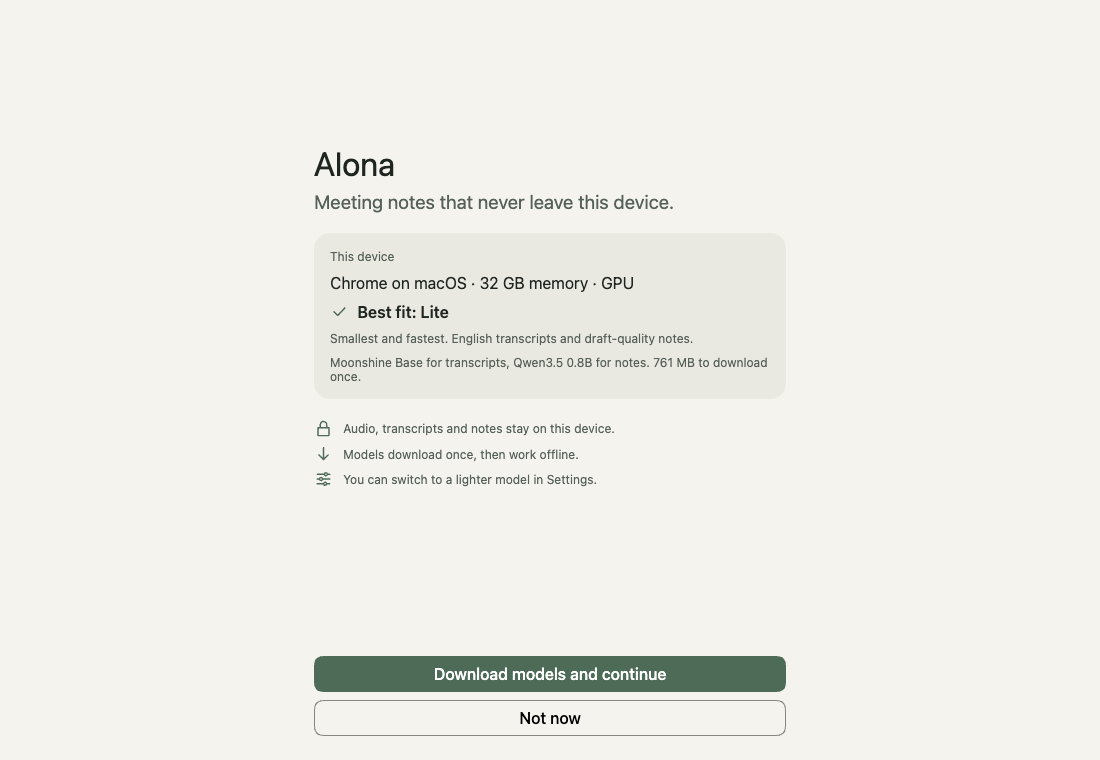 Alona
Meeting notes that never leave this device.
This device
Chrome on macOS · 32 GB memory · GPU
Best fit: Lite
Smallest and fastest. English transcripts and draft-quality notes.
Moonshine Base for transcripts, Qwen3.5 0.8B for notes. 761 MB to download
once.
Audio, transcripts and notes stay on this device.
Models download once, then work offline.
You can switch to a lighter model in Settings.
Download models and continue
Not now